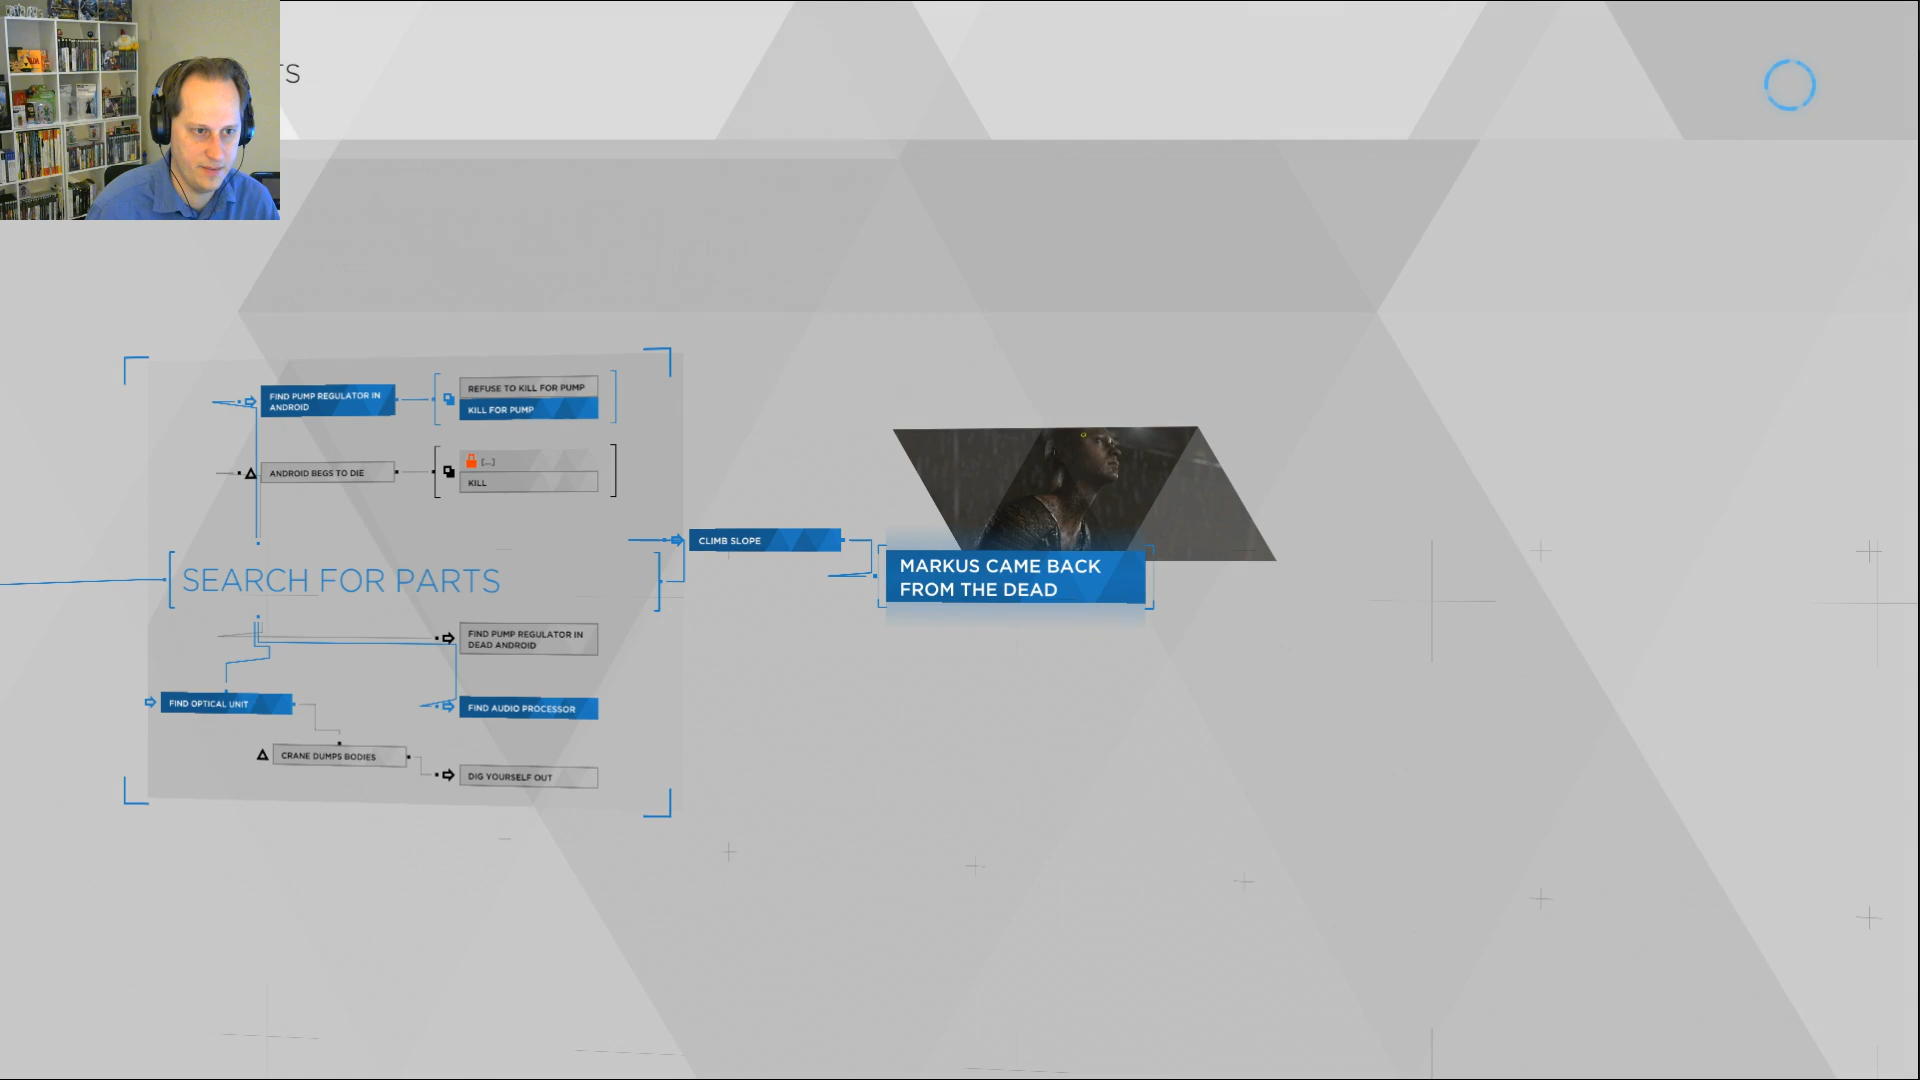 TS
FIND PUMP REGULATOR IN
ANDROID
REFUSE TO KILL FOR PUMP
KILL FOR PUMP
ANDROID BEGS TO DIE
[...]
KILL
CLIMB SLOPE
MARKUS CAME BACK
FROM THE DEAD
SEARCH FOR PARTS
FIND PUMP REGULATOR IN
DEAD ANDROID
FIND OPTICAL UNIT
FIND AUDIO PROCESSOR
CRANE DUMPS BODIES
DIG YOURSELF OUT